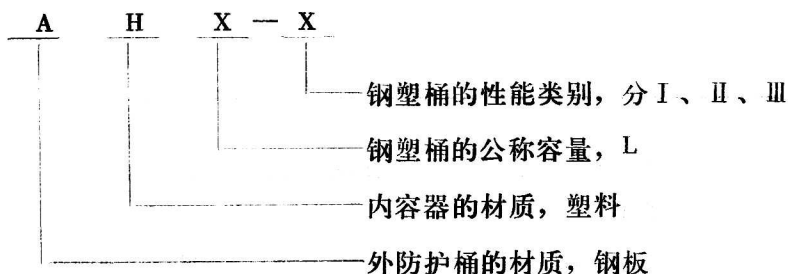 A H X — X
钢塑桶的性能类别，分Ⅰ、Ⅱ、Ⅲ
钢塑桶的公称容量，L
内容器的材质，塑料
外防护桶的材质，钢板